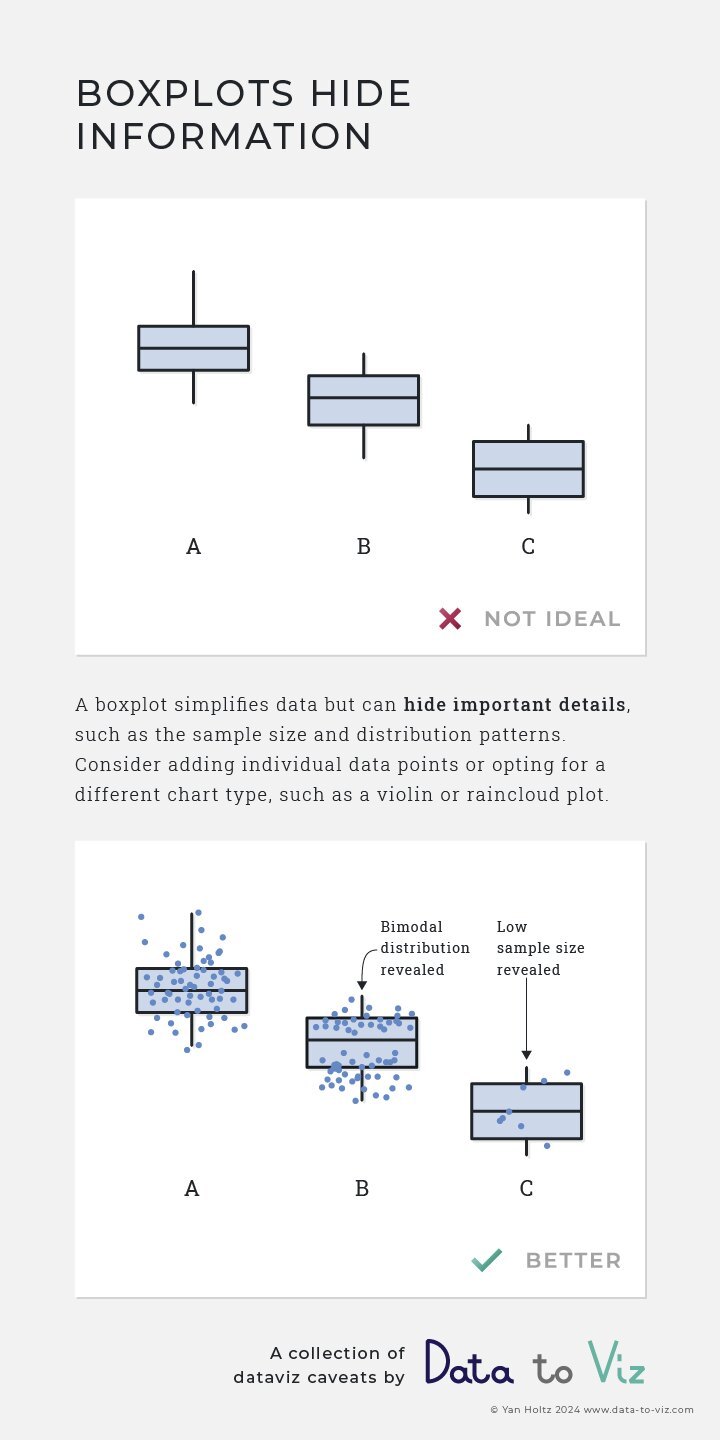 BOXPLOTS HIDE
INFORMATION
A
B
C
NOT IDEAL
A boxplot simplifies data but can hide important details,
such as the sample size and distribution patterns.
Consider adding individual data points or opting for a
different chart type, such as a violin or raincloud plot.
Bimodal
distribution
revealed
Low
sample size
revealed
A
B
C
BETTER
A collection of
dataviz caveats by
Data to Viz
© Yan Holtz 2024 www.data-to-viz.com